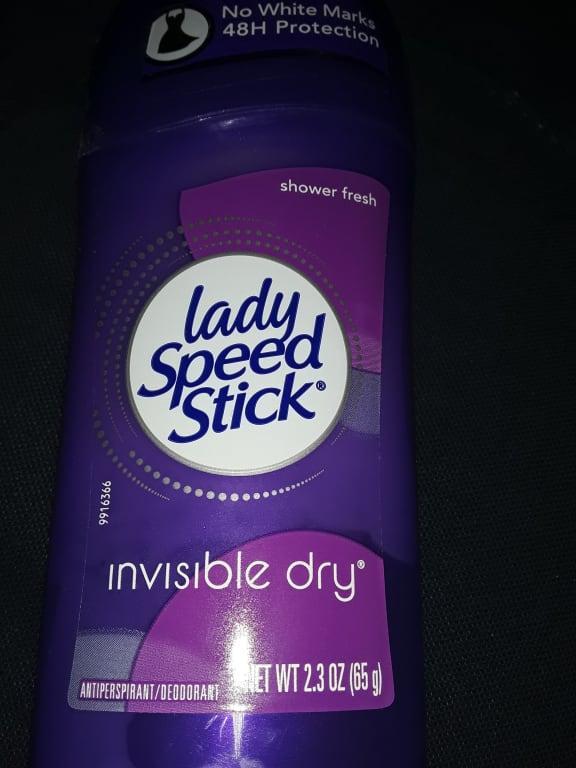 No White Marks
48H Protection
shower fresh
lady
Speed
Stick®
9916366
invisible dry®
ANTIPERSPIRANT/DEODORANT
NET WT 2.3 OZ (65 g)